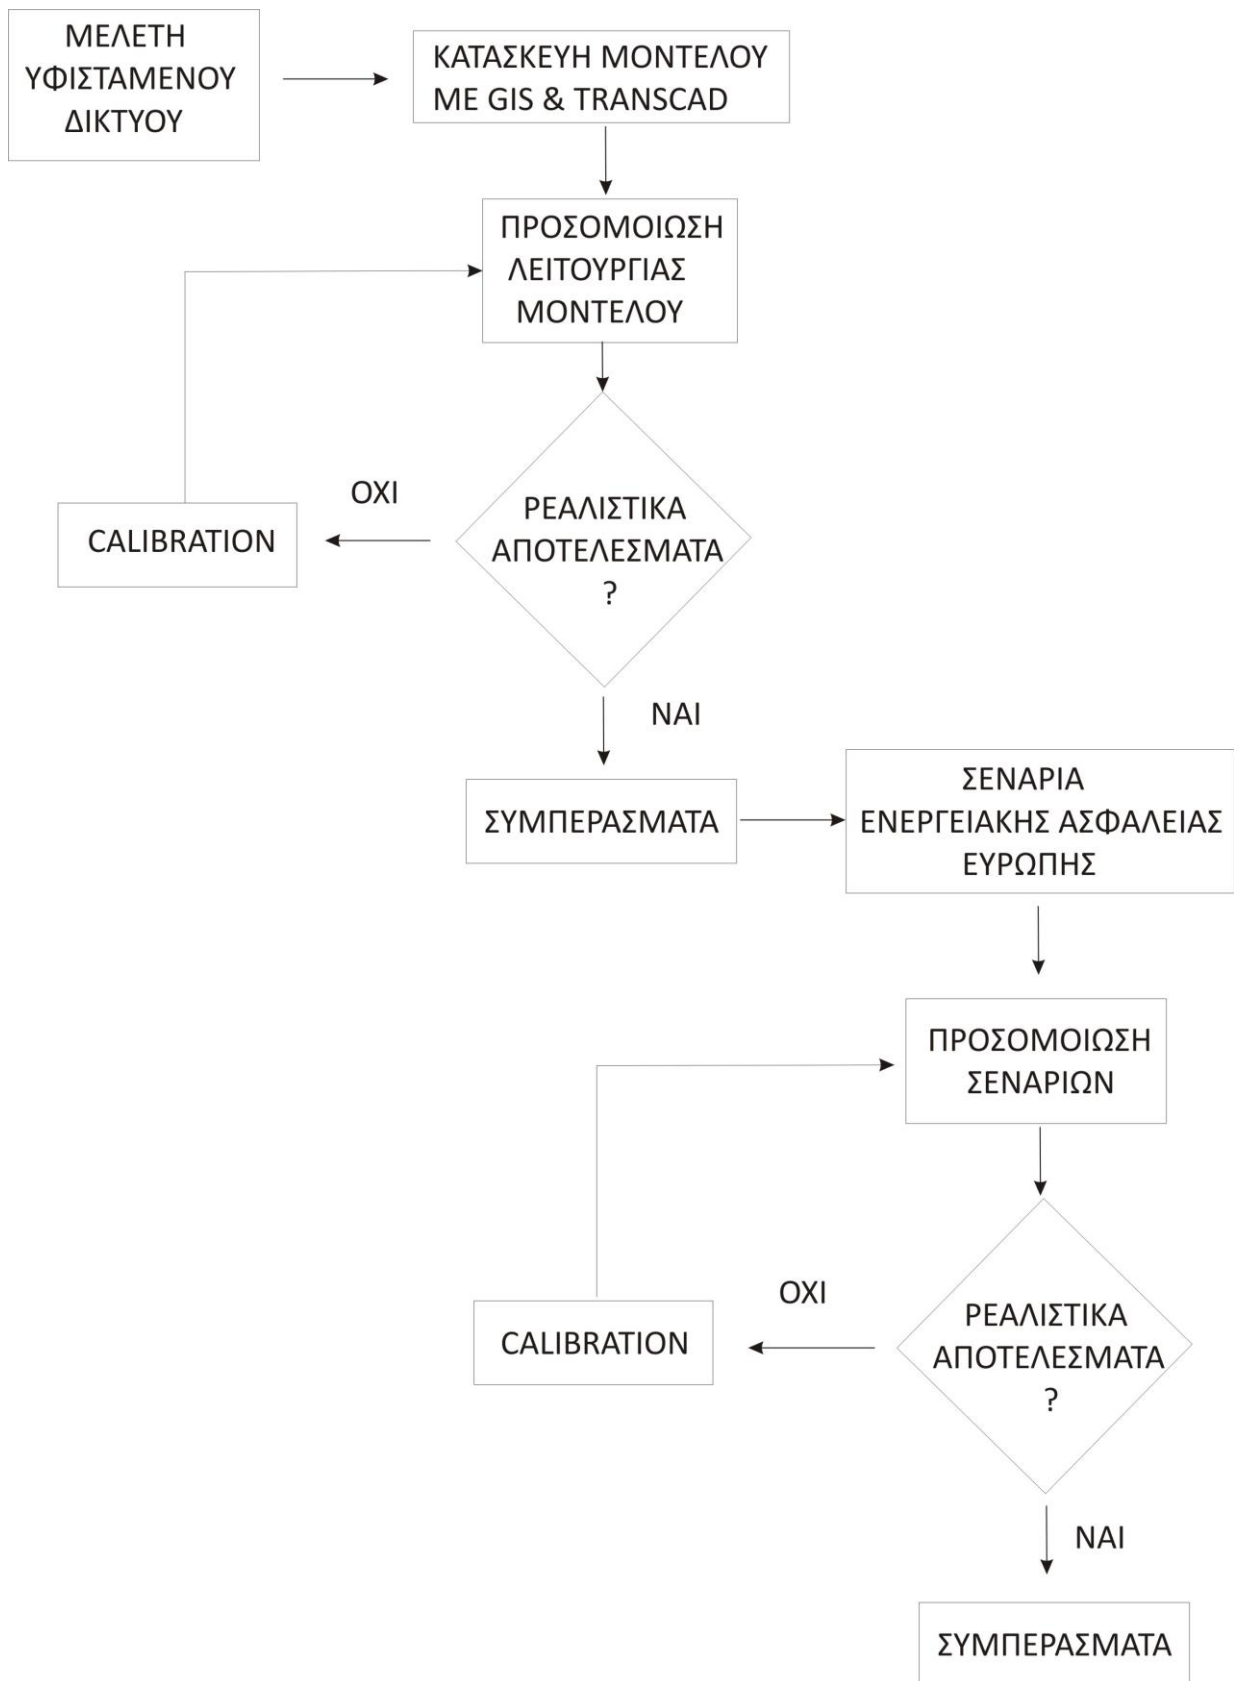 ΜΕΛΕΤΗ
ΥΦΙΣΤΑΜΕΝΟΥ
ΔΙΚΤΥΟΥ
ΚΑΤΑΣΚΕΥΗ ΜΟΝΤΕΛΟΥ
ΜΕ GIS & TRANSCAD
ΠΡΟΣΟΜΟΙΩΣΗ
ΛΕΙΤΟΥΡΓΙΑΣ
ΜΟΝΤΕΛΟΥ
ΡΕΑΛΙΣΤΙΚΑ
ΑΠΟΤΕΛΕΣΜΑΤΑ
?
ΟΧΙ
CALIBRATION
ΝΑΙ
ΣΥΜΠΕΡΑΣΜΑΤΑ
ΣΕΝΑΡΙΑ
ΕΝΕΡΓΕΙΑΚΗΣ ΑΣΦΑΛΕΙΑΣ
ΕΥΡΩΠΗΣ
ΠΡΟΣΟΜΟΙΩΣΗ
ΣΕΝΑΡΙΩΝ
ΡΕΑΛΙΣΤΙΚΑ
ΑΠΟΤΕΛΕΣΜΑΤΑ
?
ΟΧΙ
CALIBRATION
ΝΑΙ
ΣΥΜΠΕΡΑΣΜΑΤΑ